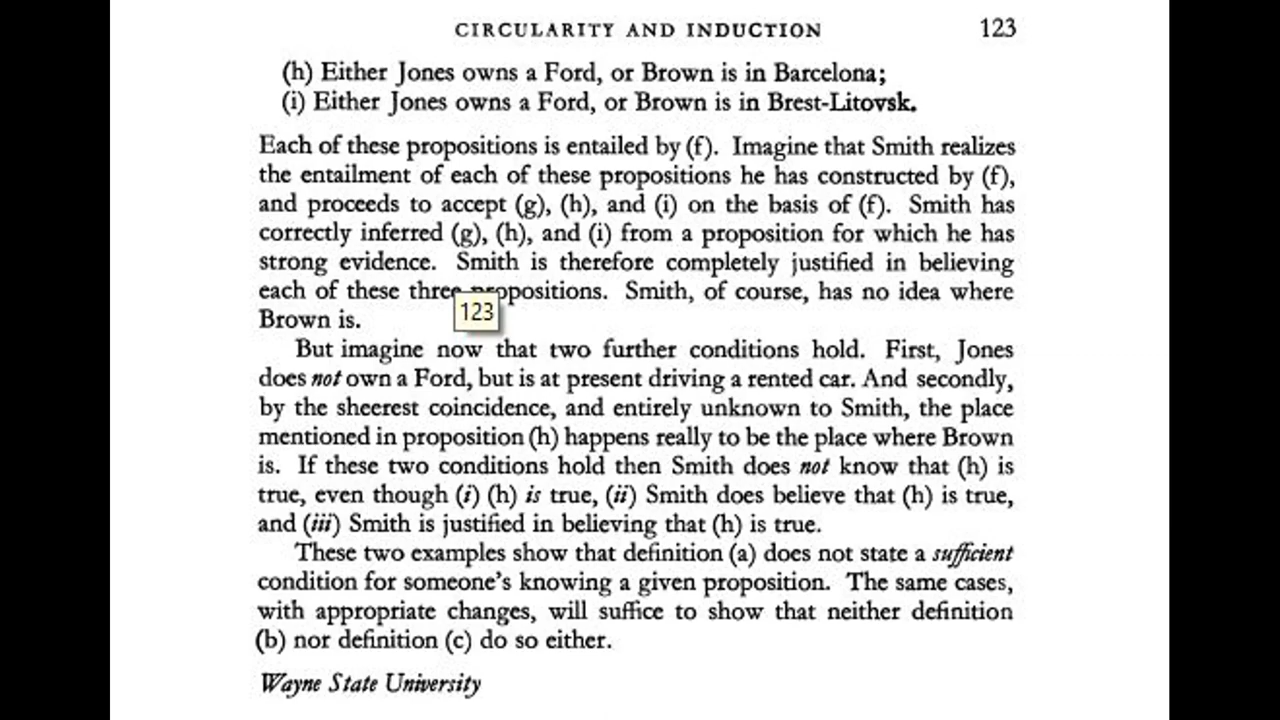 CIRCULARITY AND INDUCTION 123
(h) Either Jones owns a Ford, or Brown is in Barcelona;
(i) Either Jones owns a Ford, or Brown is in Brest-Litovsk.
Each of these propositions is entailed by (f). Imagine that Smith realizes
the entailment of each of these propositions he has constructed by (f),
and proceeds to accept (g), (h), and (i) on the basis of (f). Smith has
correctly inferred (g), (h), and (i) from a proposition for which he has
strong evidence. Smith is therefore completely justified in believing
each of these three propositions. Smith, of course, has no idea where
Brown is.
123
But imagine now that two further conditions hold. First, Jones
does not own a Ford, but is at present driving a rented car. And secondly,
by the sheerest coincidence, and entirely unknown to Smith, the place
mentioned in proposition (h) happens really to be the place where Brown
is. If these two conditions hold then Smith does not know that (h) is
true, even though (i) (h) is true, (ii) Smith does believe that (h) is true,
and (iii) Smith is justified in believing that (h) is true.
These two examples show that definition (a) does not state a sufficient
condition for someone's knowing a given proposition. The same cases,
with appropriate changes, will suffice to show that neither definition
(b) nor definition (c) do so either.
Wayne State University